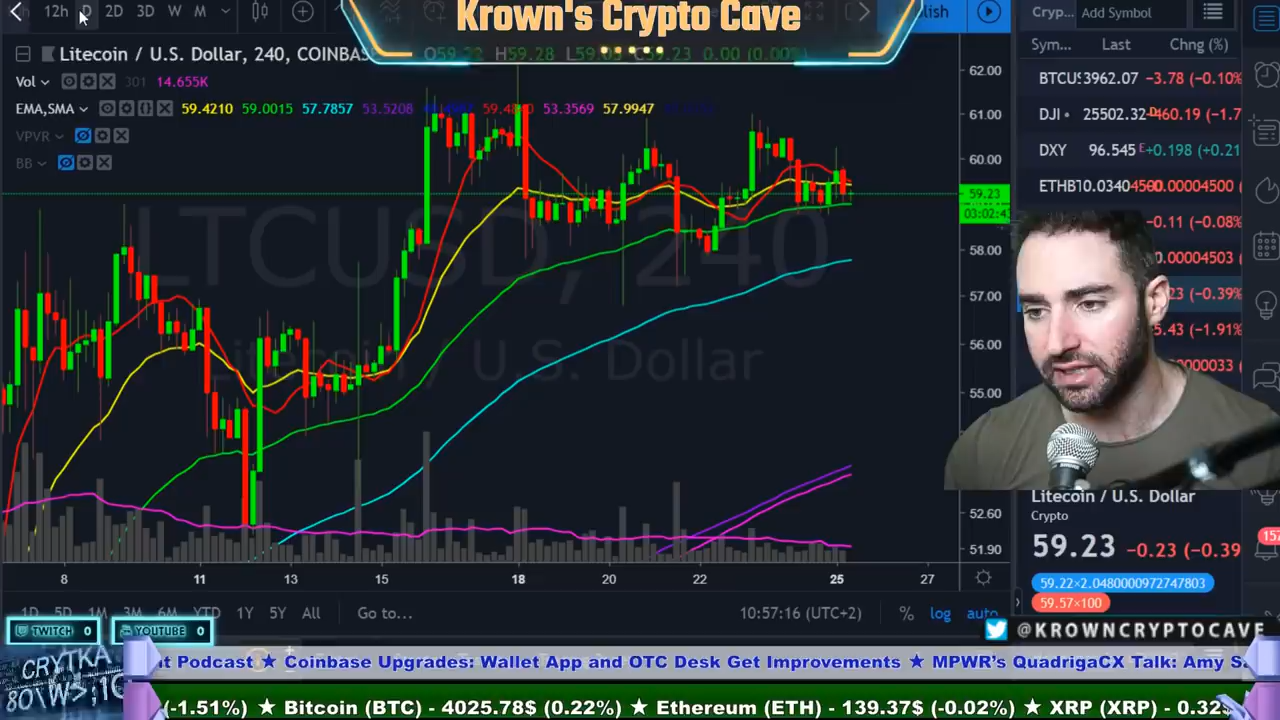 Krown's Crypto Cave
12h D 2D 3D W M
Cryp... Add Symbol
Litecoin / U.S. Dollar, 240, COINBASE
H59.28
Sym... Last Chng (%)
Vol 301 14.655K
EMA,SMA 59.4210 59.0015 57.7857 53.5208 53.3569 57.9947
VPVR
BB
BTCU 3962.07 -3.78 (-0.10%
DJI 25502.32 -460.19 (-1.7
DXY 96.545 +0.198 (+0.21
ETHB
-0.11 (-0.08%
0.00004503
23 (-0.39%
5.43 (-1.91%
62.00
61.00
60.00
59.23
03:02:43
58.00
57.00
56.00
55.00
52.60
51.90
LTCUSD, 240
Litecoin / U.S. Dollar
8 11 13 15 18 20 22 25 27
Litecoin / U.S. Dollar
Crypto
59.23 -0.23 (-0.39
59.22×2.0480000972747803
59.57×100
1D 5D 1M 3M 6M YTD 1Y 5Y All Go to...
10:57:16 (UTC+2) % log auto
TWITCH 0 YOUTUBE 0
@KROWNCRYPTOCAVE
t Podcast ★ Coinbase Upgrades: Wallet App and OTC Desk Get Improvements ★ MPWR's QuadrigaCX Talk: Amy
(-1.51%) ★ Bitcoin (BTC) - 4025.78$ (0.22%) ★ Ethereum (ETH) - 139.37$ (-0.02%) ★ XRP (XRP) - 0.32$